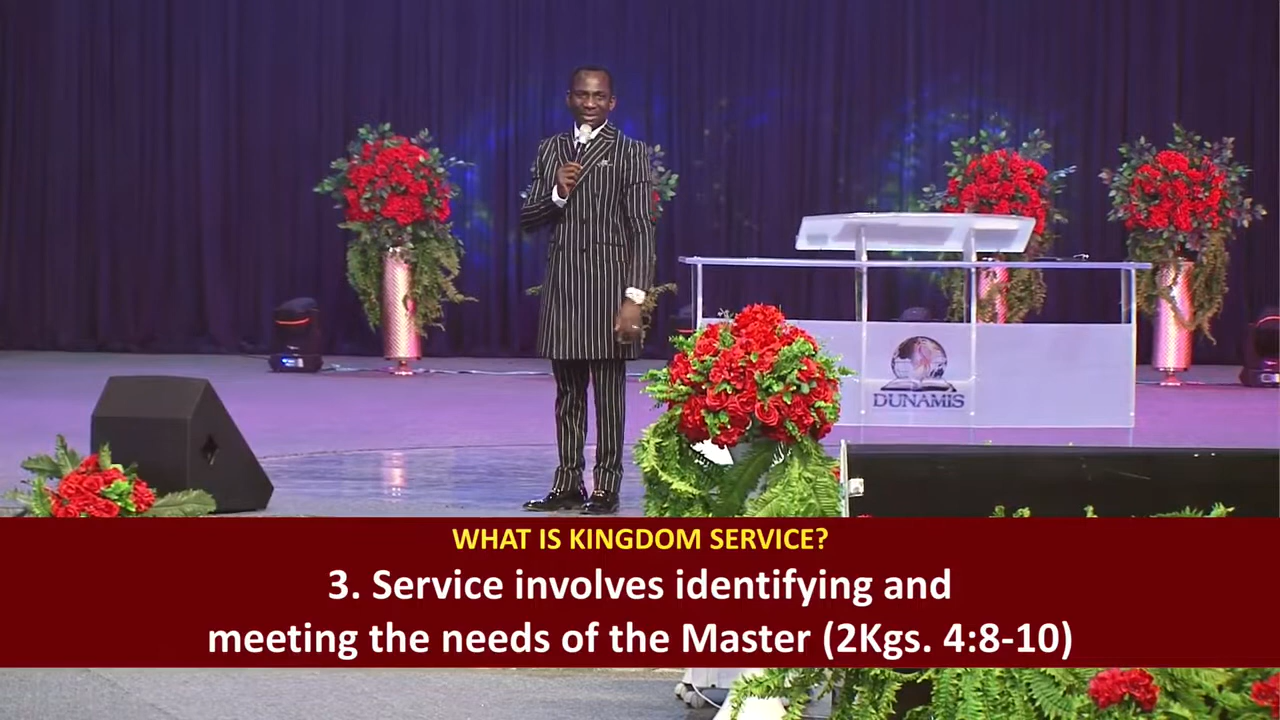 DUNAMIS
WHAT IS KINGDOM SERVICE?
3. Service involves identifying and
meeting the needs of the Master (2Kgs. 4:8-10)